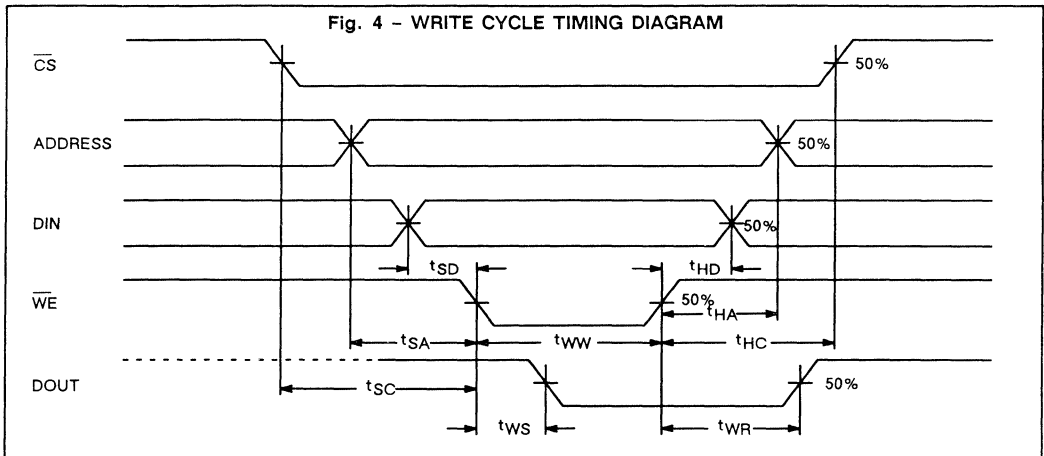 Fig. 4 – WRITE CYCLE TIMING DIAGRAM
CS
50%
ADDRESS
50%
DIN
50%
tSD
tHD
WE
50%
tHA
tSA
tWW
tHC
DOUT
50%
tSC
tWS
tWR